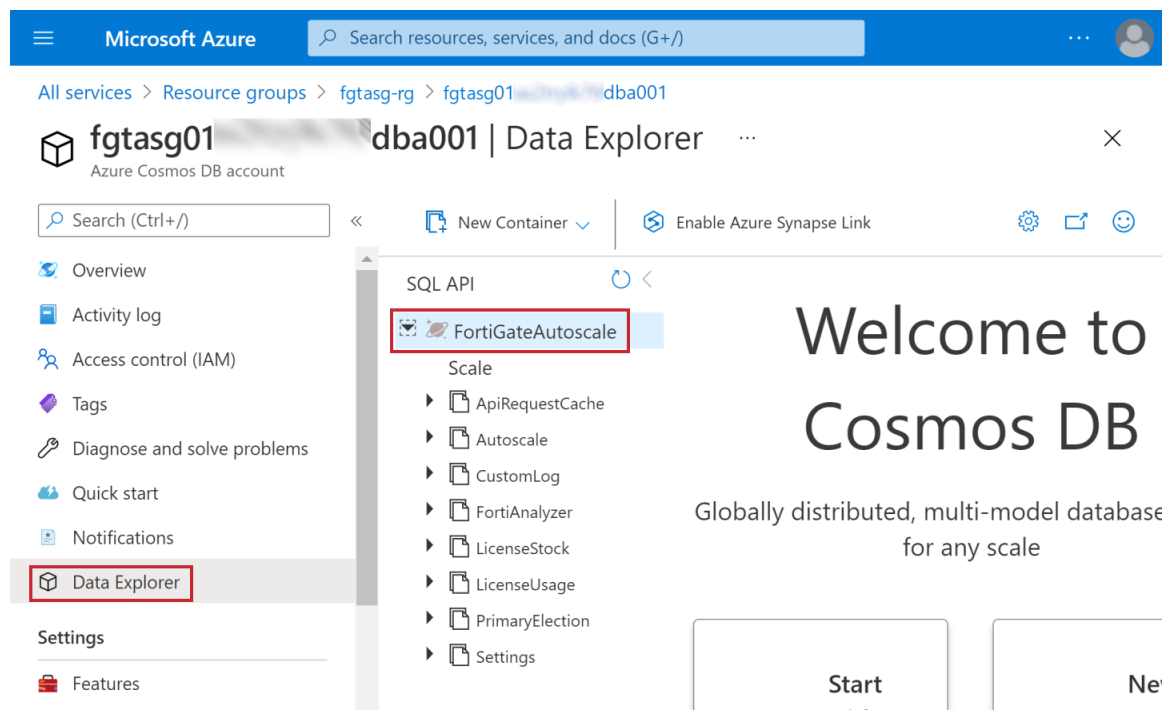 Microsoft Azure
Search resources, services, and docs (G+/)
All services > Resource groups > fgtasg-rg > fgtasg01 dba001
fgtasg01 dba001 | Data Explorer ...
Azure Cosmos DB account
Search (Ctrl+/)
«
New Container
Enable Azure Synapse Link
Overview
Activity log
Access control (IAM)
Tags
Diagnose and solve problems
Quick start
Notifications
Data Explorer
Settings
Features
SQL API
FortiGateAutoscale
Scale
ApiRequestCache
Autoscale
CustomLog
FortiAnalyzer
LicenseStock
LicenseUsage
PrimaryElection
Settings
Welcome to
Cosmos DB
Globally distributed, multi-model database
for any scale
Start